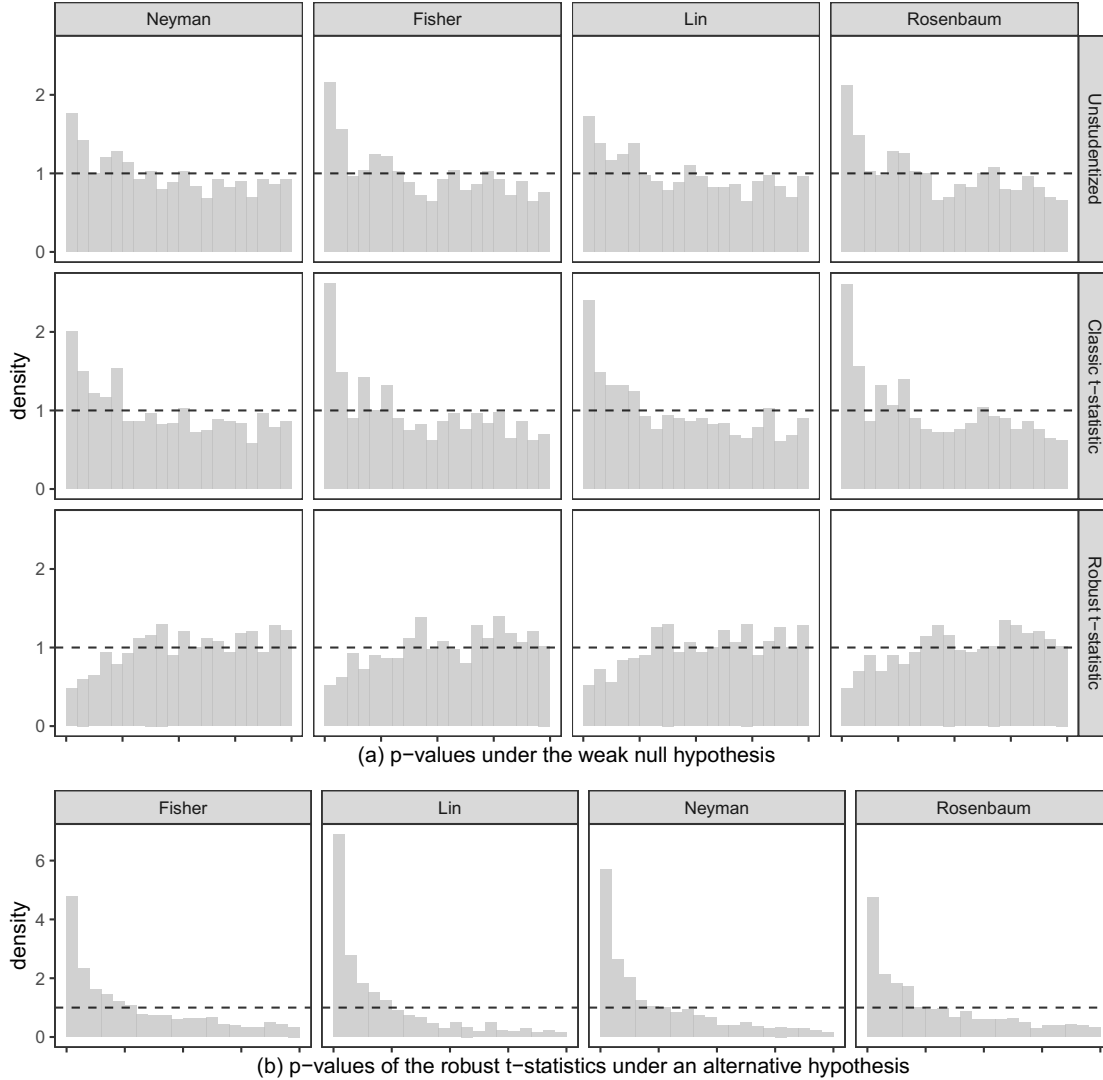 Neyman Fisher Lin Rosenbaum
2
1
0
Unstudentized
density
2
1
0
Classic t−statistic
2
1
0
Robust t−statistic
(a) p−values under the weak null hypothesis
Fisher Lin Neyman Rosenbaum
density
6
4
2
0
(b) p−values of the robust t−statistics under an alternative hypothesis